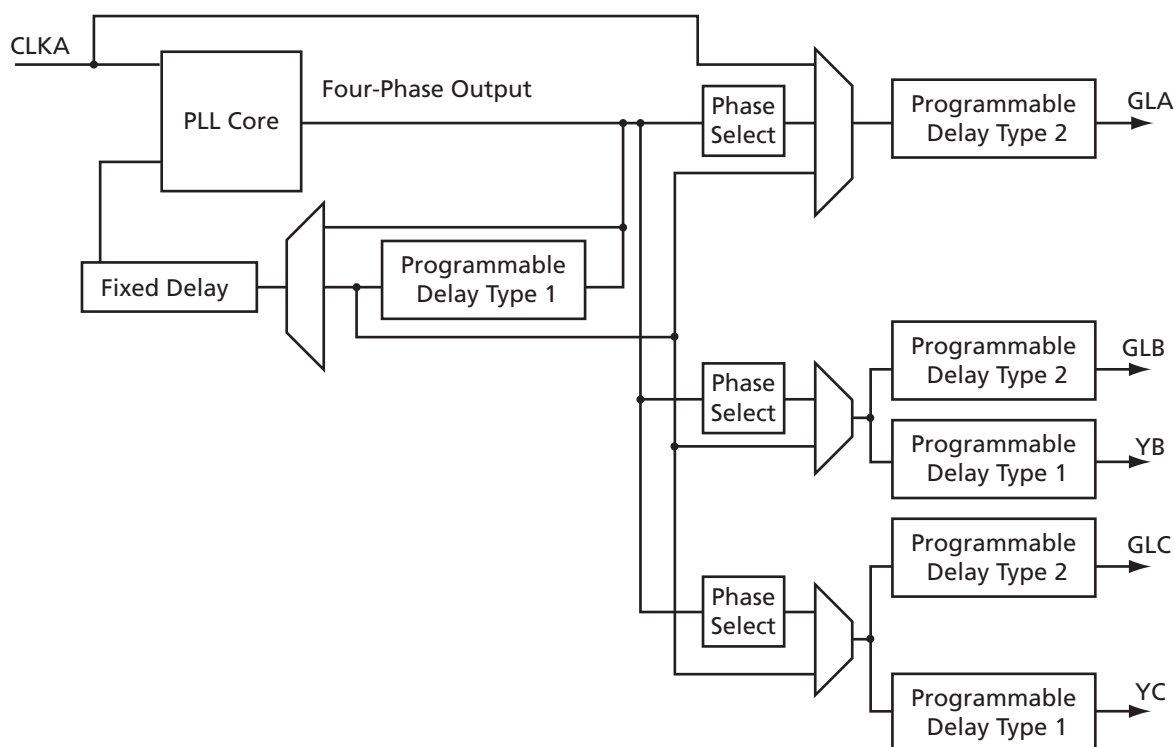 CLKA
PLL Core
Four-Phase Output
Phase
Select
Programmable
Delay Type 2
GLA
Fixed Delay
Programmable
Delay Type 1
Phase
Select
Programmable
Delay Type 2
GLB
Programmable
Delay Type 1
YB
Phase
Select
Programmable
Delay Type 2
GLC
Programmable
Delay Type 1
YC